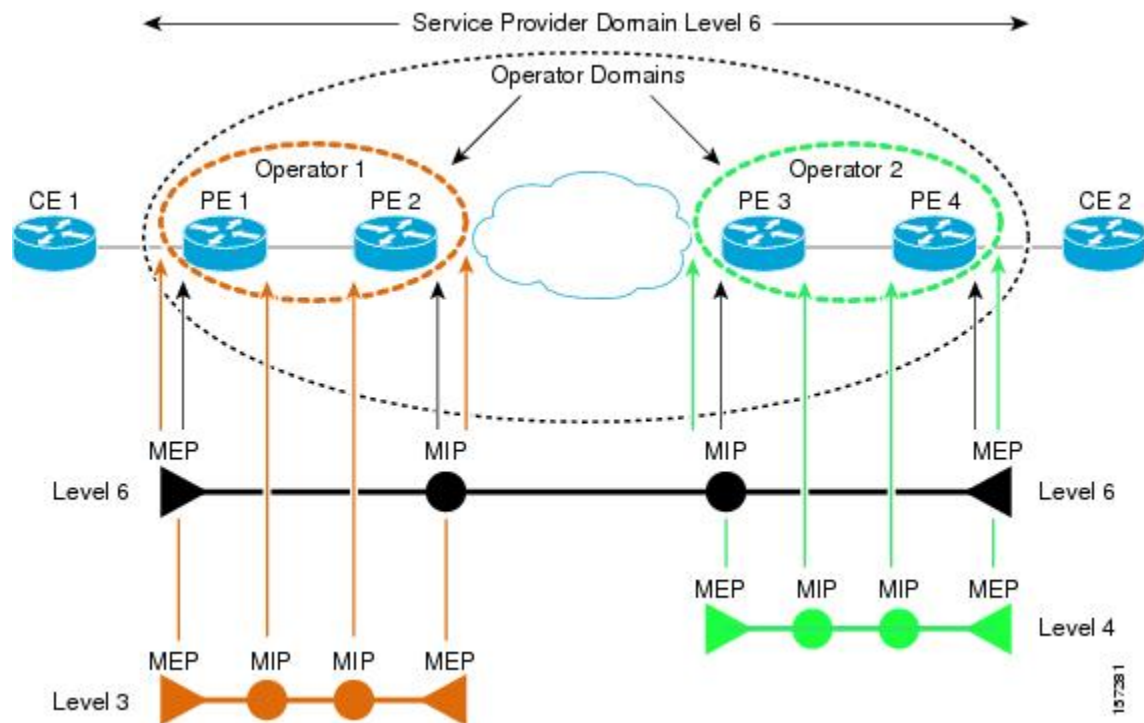 Service Provider Domain Level 6
Operator Domains
Operator 1
Operator 2
CE 1
PE 1
PE 2
PE 3
PE 4
CE 2
MEP
MIP
MIP
MEP
Level 6
Level 6
MEP
MIP
MIP
MEP
Level 4
MEP
MIP
MIP
MEP
Level 3
157281